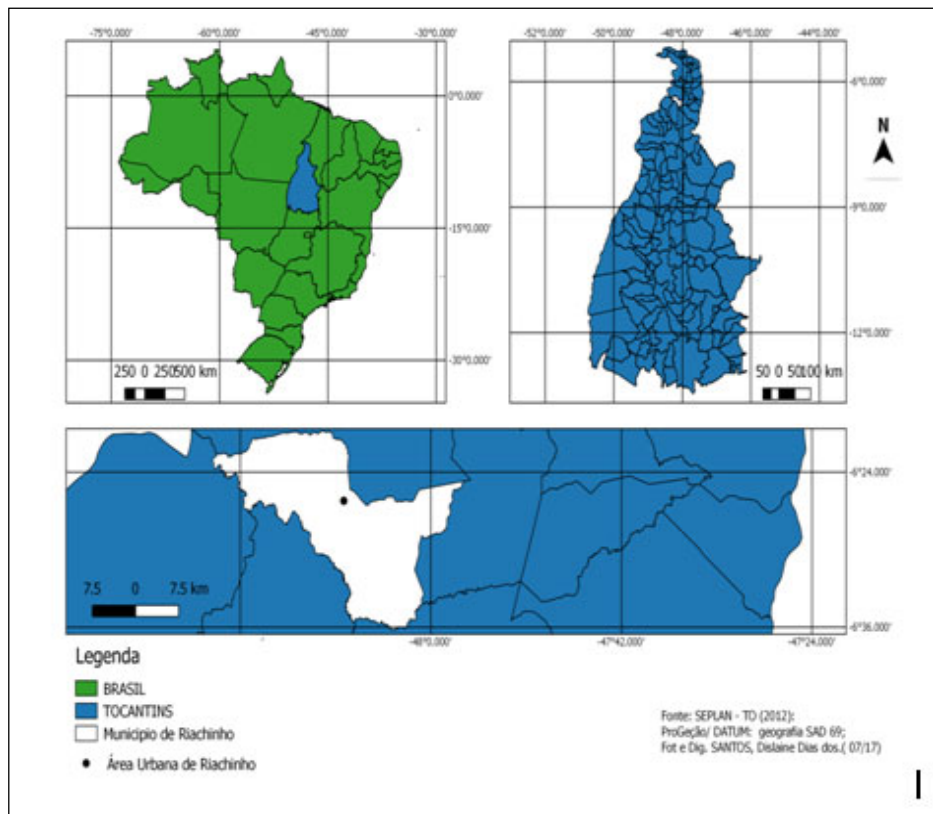 -75°0.000' -60°0.000' -45°0.000' -30°0.000'
0°0.000'
-15°0.000'
-30°0.000'
250 0 250500 km
-52°0.000' -50°0.000' -48°0.000' -46°0.000' -44°0.000'
-6°0.000'
N
-9°0.000'
-12°0.000'
50 0 50100 km
-6°24.000'
7.5 0 7.5 km
-6°36.000'
-48°0.000' -47°42.000' -47°24.000'
Legenda
BRASIL
TOCANTINS
Municipio de Riachinho
Área Urbana de Riachinho
Fonte: SEPLAN - TO (2012):
ProGeção/ DATUM: geografia SAD 69;
Fot e Dig. SANTOS, Dislaine Dias dos.( 07/17)